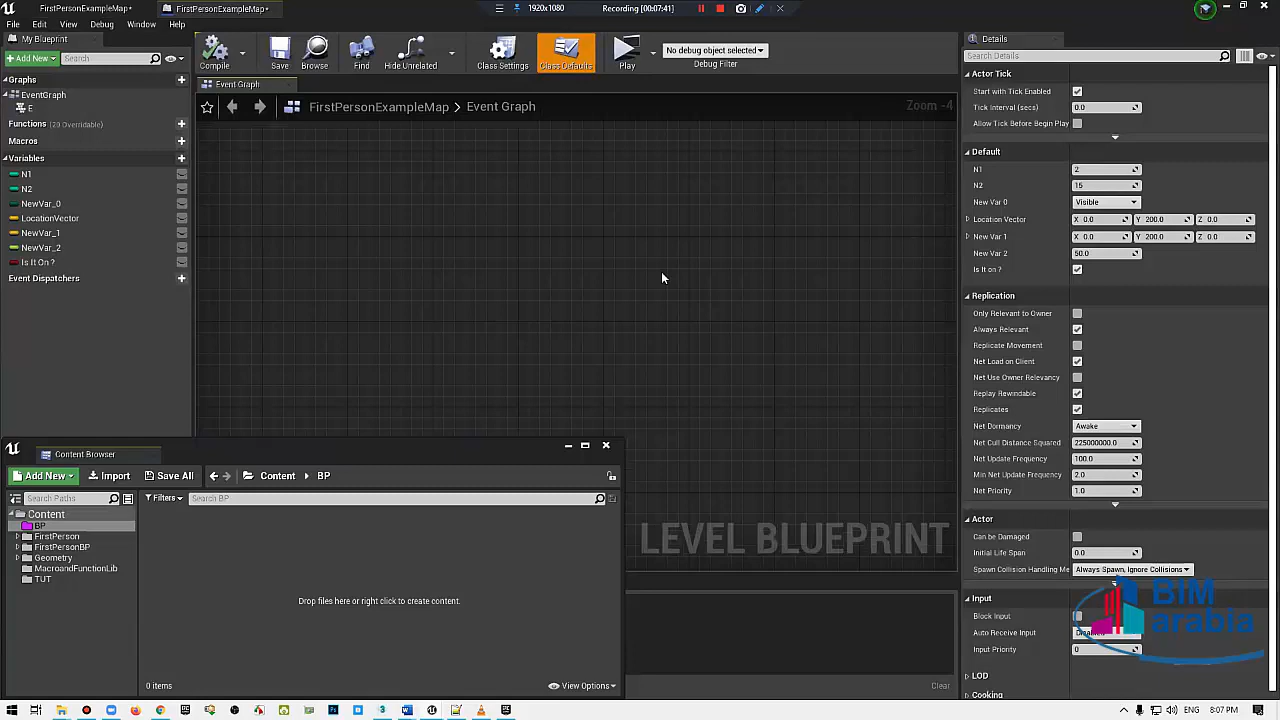 FirstPersonExampleMap*
FirstPersonExampleMap*
1920x1080
Recording [00:07:41]
File Edit View Debug Window Help
My Blueprint
Add New
Search
Graphs
EventGraph
E
Functions (20 Overridable)
Macros
Variables
N1
N2
NewVar_0
LocationVector
NewVar_1
NewVar_2
Is It On ?
Event Dispatchers
Compile
Save
Browse
Find
Hide Unrelated
Class Settings
Class Defaults
Play
No debug object selected
Debug Filter
Event Graph
FirstPersonExampleMap > Event Graph
Zoom -4
LEVEL BLUEPRINT
Clear
Content Browser
Add New
Import
Save All
Content
BP
Search Paths
Filters
Search BP
Content
BP
FirstPerson
FirstPersonBP
Geometry
MacroandFunctionLib
TUT
Drop files here or right click to create content.
0 items
View Options
Details
Search Details
Actor Tick
Start with Tick Enabled
Tick Interval (secs) 0.0
Allow Tick Before Begin Play
Default
N1 2
N2 15
New Var 0 Visible
Location Vector X 0.0 Y 200.0 Z 0.0
New Var 1 X 0.0 Y 200.0 Z 0.0
New Var 2 50.0
Is It on ?
Replication
Only Relevant to Owner
Always Relevant
Replicate Movement
Net Load on Client
Net Use Owner Relevancy
Replay Rewindable
Replicates
Net Dormancy Awake
Net Cull Distance Squared 225000000.0
Net Update Frequency 100.0
Min Net Update Frequency 2.0
Net Priority 1.0
Actor
Can be Damaged
Initial Life Span 0.0
Spawn Collision Handling Me Always Spawn, Ignore Collisions
Input
Block Input
Auto Receive Input
Input Priority 0
LOD
Cooking
BIM
arabia
ENG
8:07 PM